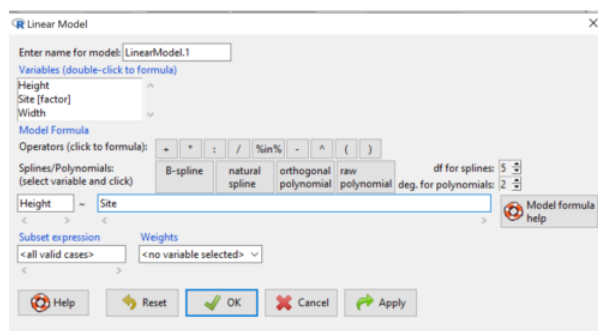 Linear Model
Enter name for model: LinearModel.1
Variables (double-click to formula)
Height
Site [factor]
Width
Model Formula
Operators (click to formula): + * : / %in% - ^ ( )
Splines/Polynomials:
(select variable and click)
B-spline
natural
spline
orthogonal
polynomial
raw
polynomial
df for splines: 5
deg. for polynomials: 2
Height ~ Site
Model formula
help
Subset expression
Weights
<all valid cases>
<no variable selected>
Help
Reset
OK
Cancel
Apply